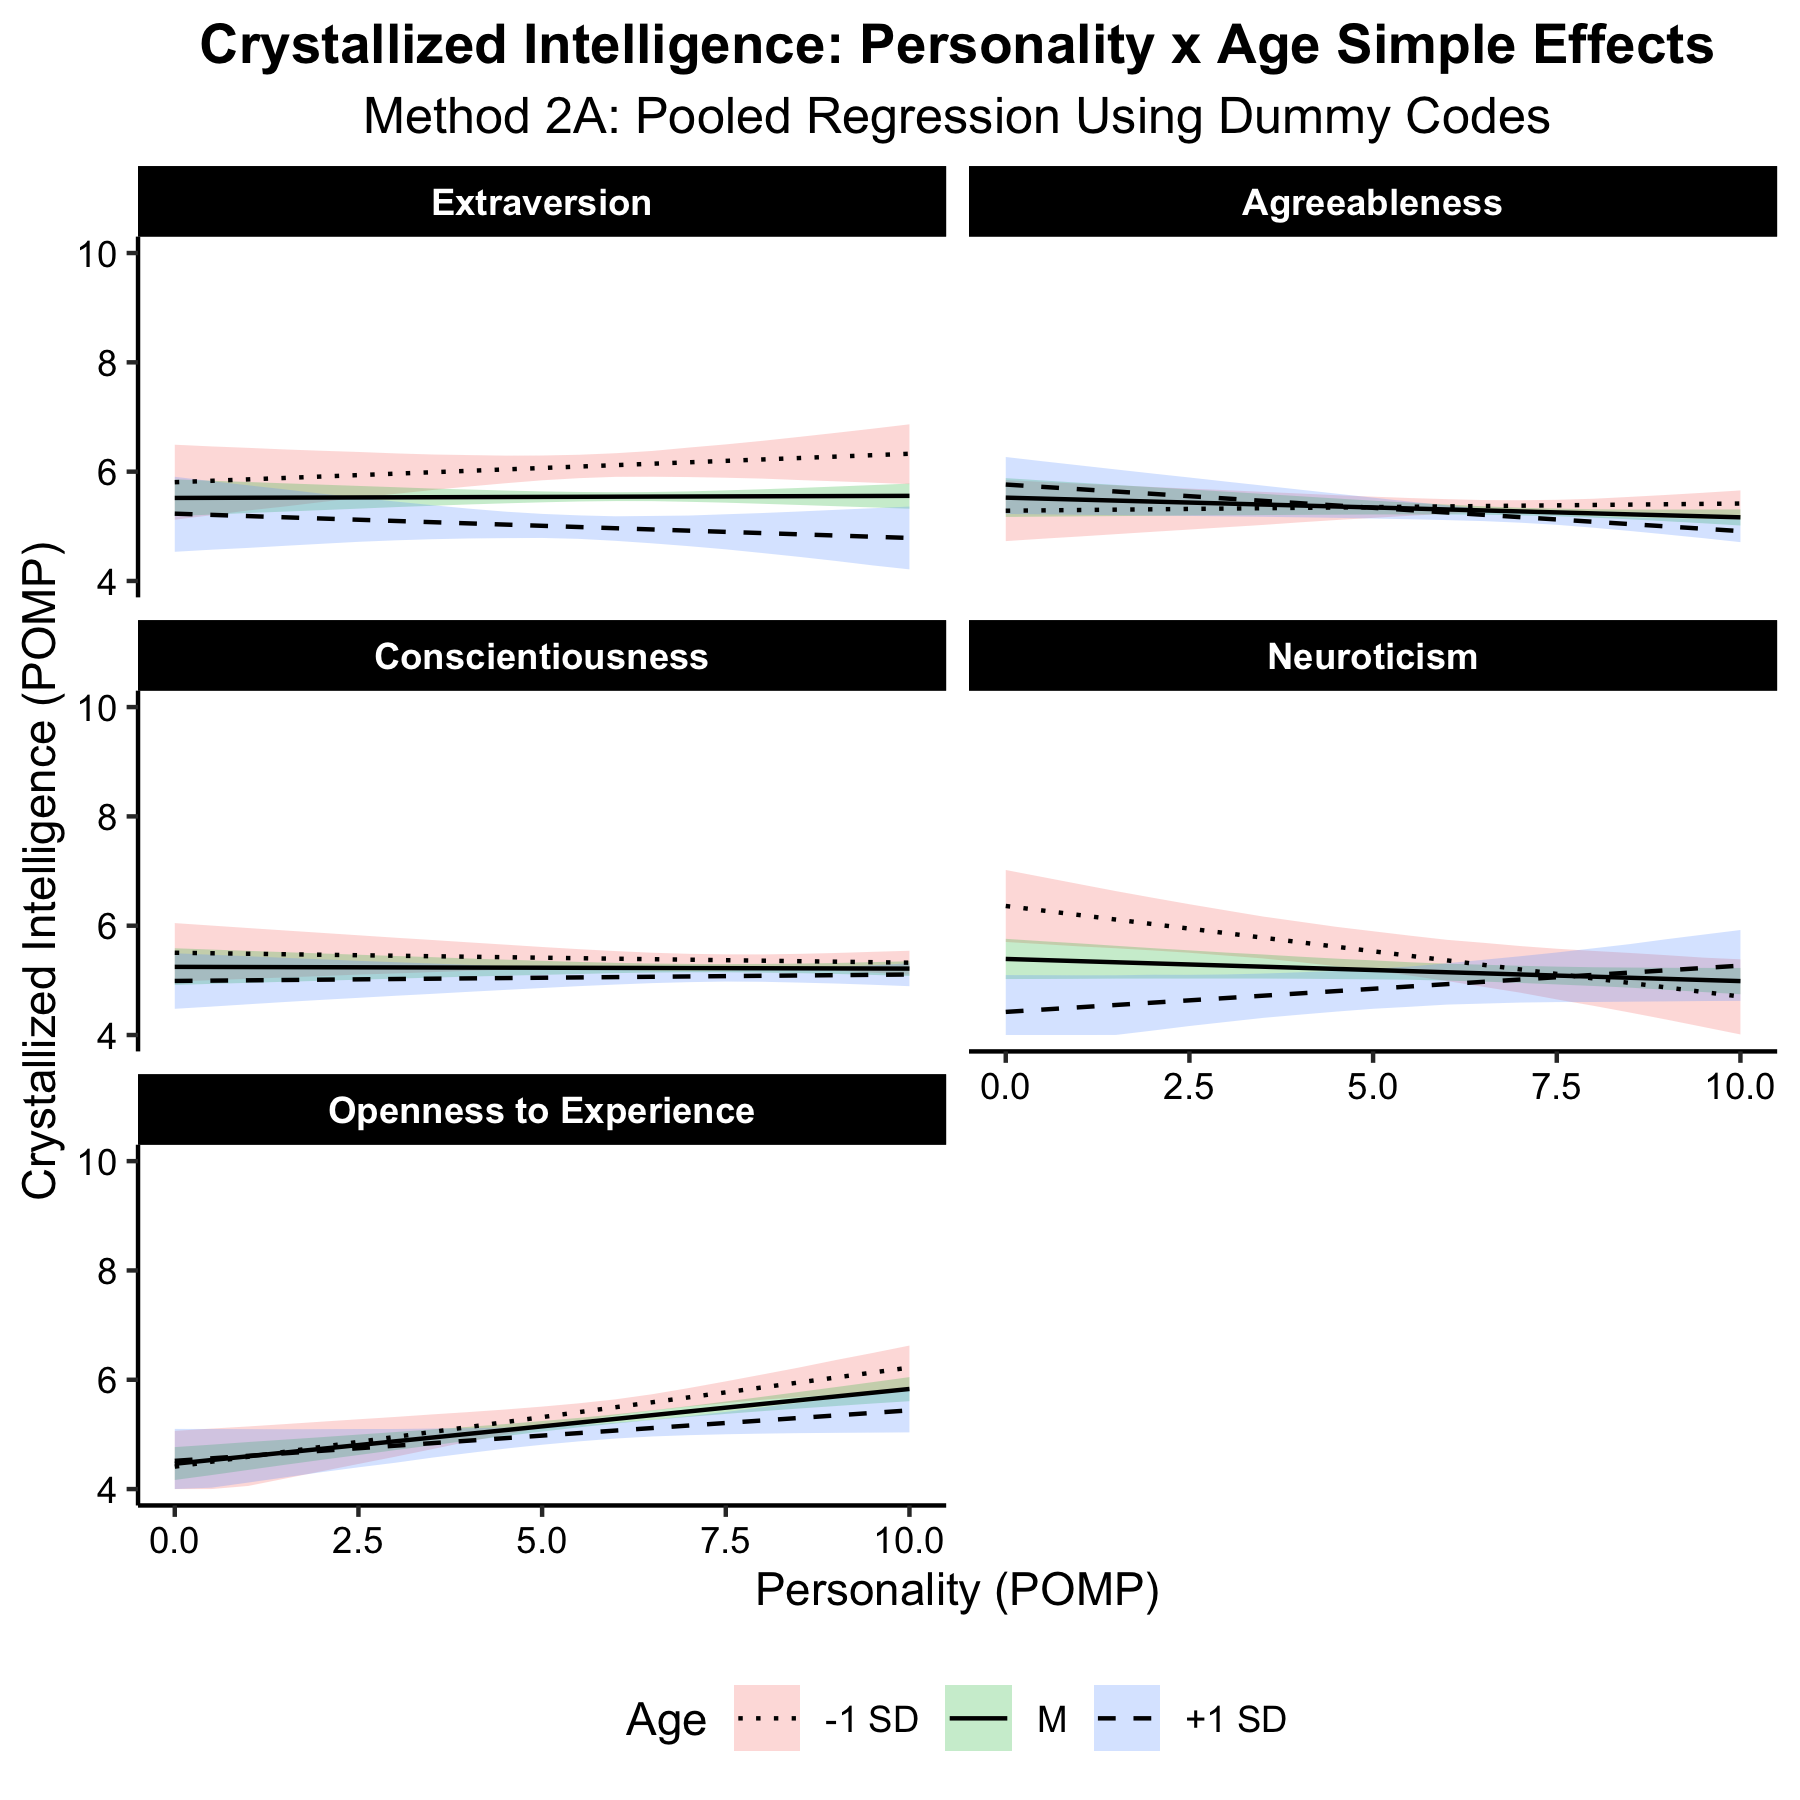 Crystallized Intelligence: Personality x Age Simple Effects
Method 2A: Pooled Regression Using Dummy Codes
Extraversion
Agreeableness
10
8
6
4
Conscientiousness
Neuroticism
10
8
6
4
0.0 2.5 5.0 7.5 10.0
Openness to Experience
10
8
6
4
0.0 2.5 5.0 7.5 10.0
Crystallized Intelligence (POMP)
Personality (POMP)
Age -1 SD M +1 SD